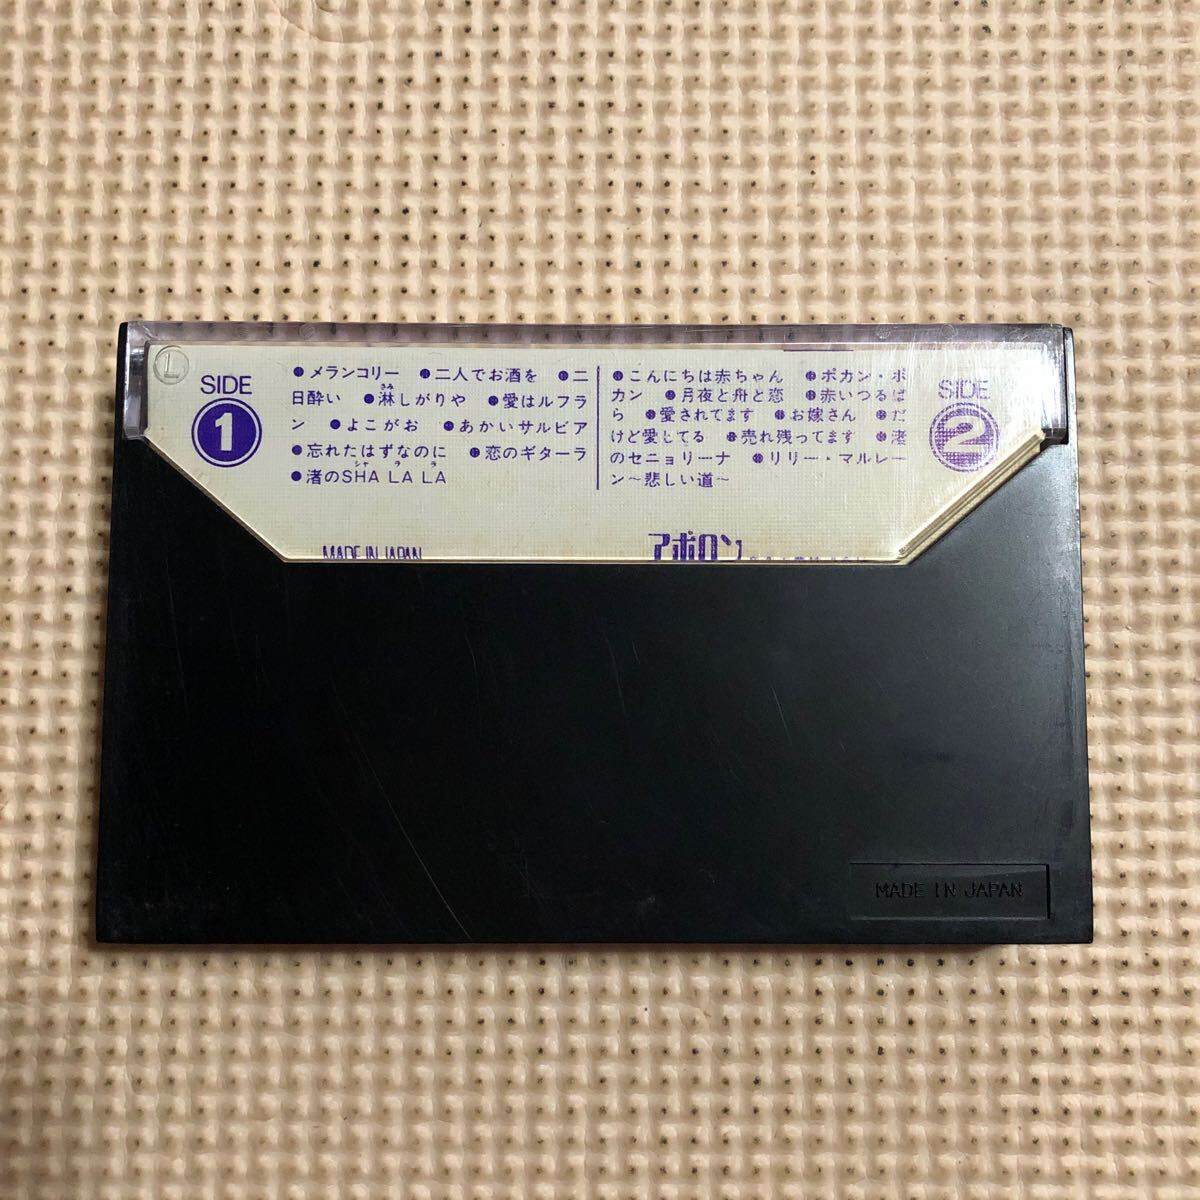 Ⓛ
SIDE
1
●メランコリー ●二人でお酒を ●二
日酔い ●淋しがりや ●愛はルフラ
さみ
ン ●よこがお ●あかいサルビア
●忘れたはずなのに ●恋のギターラ
シャ ラ ラ
●渚のSHA LA LA
●こんにちは赤ちゃん ●ポカン・ポ
カン ●月夜と舟と恋 ●赤いつるば
ら ●愛されてます ●お嫁さん ●だ
けど愛してる ●売れ残ってます ●渚
のセニョリーナ ●リリー・マルレー
ン～悲しい道～
SIDE
2
MADE IN JAPAN
アポロン
MADE IN JAPAN